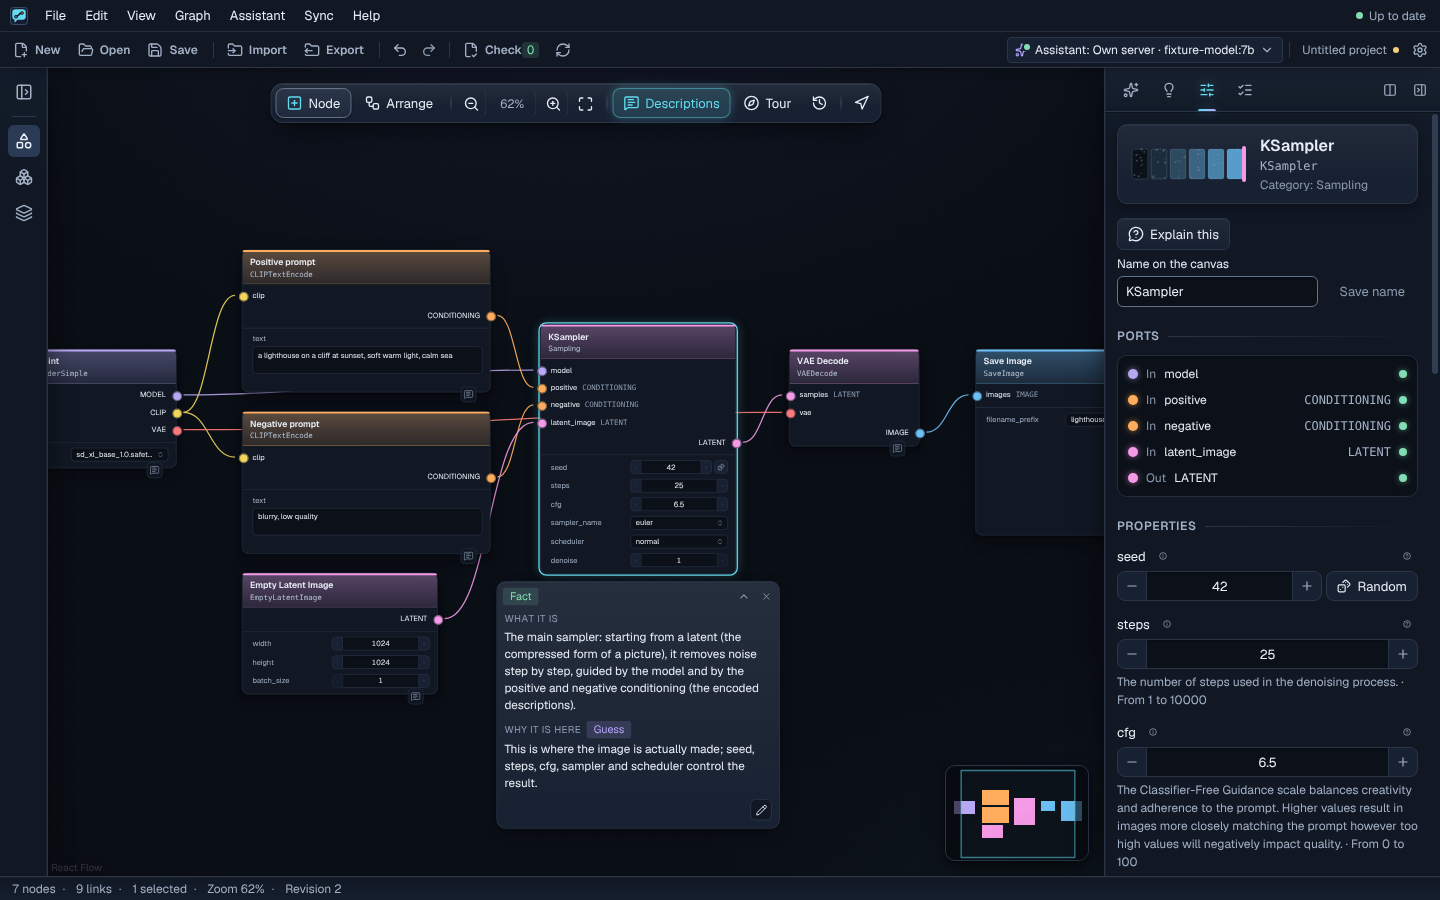 File Edit View Graph Assistant Sync Help
Up to date
New Open Save Import Export Check 0
Assistant: Own server · fixture-model:7b
Untitled project
Node Arrange 62% Descriptions Tour
Positive prompt
CLIPTextEncode
clip
CONDITIONING
text
a lighthouse on a cliff at sunset, soft warm light, calm sea
int
derSimple
MODEL
CLIP
VAE
sd_xl_base_1.0.safet...
Negative prompt
CLIPTextEncode
clip
CONDITIONING
text
blurry, low quality
Empty Latent Image
EmptyLatentImage
LATENT
width 1024
height 1024
batch_size 1
KSampler
Sampling
model
positive CONDITIONING
negative CONDITIONING
latent_image LATENT
LATENT
seed 42
steps 25
cfg 6.5
sampler_name euler
scheduler normal
denoise 1
VAE Decode
VAEDecode
samples LATENT
vae
IMAGE
Save Image
SaveImage
images IMAGE
filename_prefix lighthous
Fact
WHAT IT IS
The main sampler: starting from a latent (the
compressed form of a picture), it removes noise
step by step, guided by the model and by the
positive and negative conditioning (the encoded
descriptions).
WHY IT IS HERE Guess
This is where the image is actually made; seed,
steps, cfg, sampler and scheduler control the
result.
React Flow
KSampler
KSampler
Category: Sampling
Explain this
Name on the canvas
KSampler Save name
PORTS
In model
In positive CONDITIONING
In negative CONDITIONING
In latent_image LATENT
Out LATENT
PROPERTIES
seed
42 Random
steps
25
The number of steps used in the denoising process. ·
From 1 to 10000
cfg
6.5
The Classifier-Free Guidance scale balances creativity
and adherence to the prompt. Higher values result in
images more closely matching the prompt however too
high values will negatively impact quality. · From 0 to
100
7 nodes · 9 links · 1 selected · Zoom 62% · Revision 2